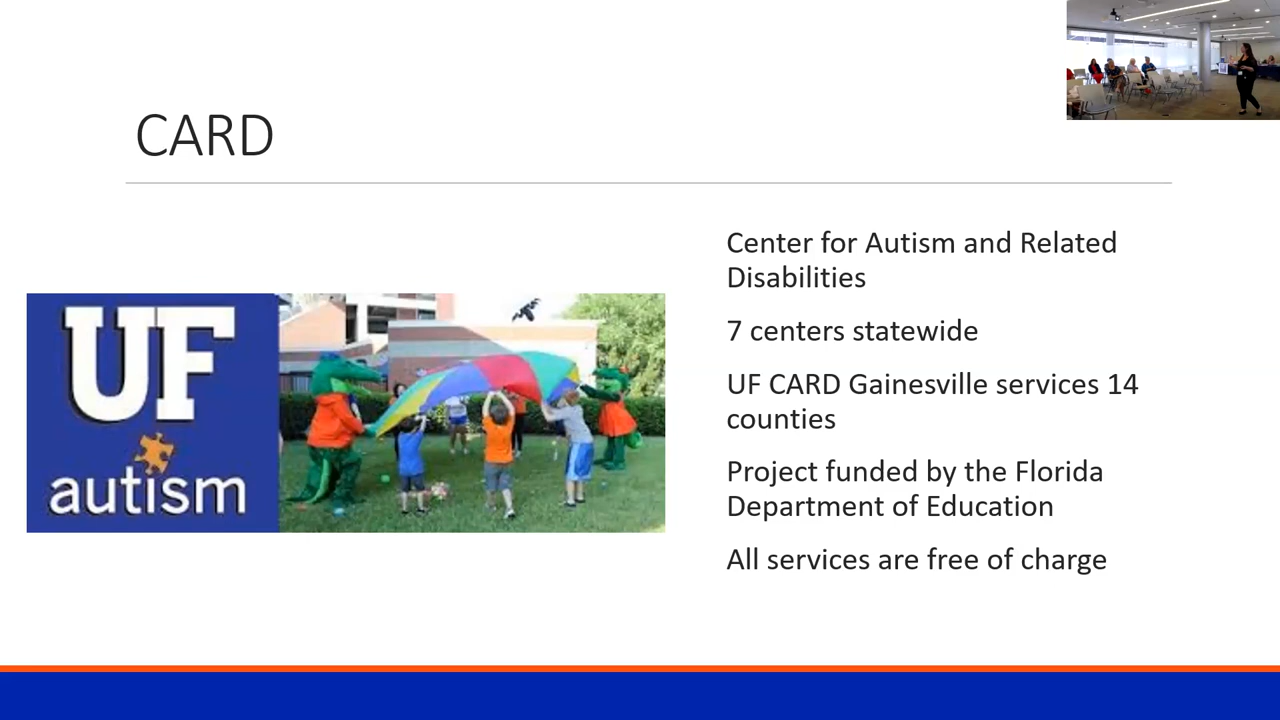 CARD
UF
autism
Center for Autism and Related
Disabilities
7 centers statewide
UF CARD Gainesville services 14
counties
Project funded by the Florida
Department of Education
All services are free of charge